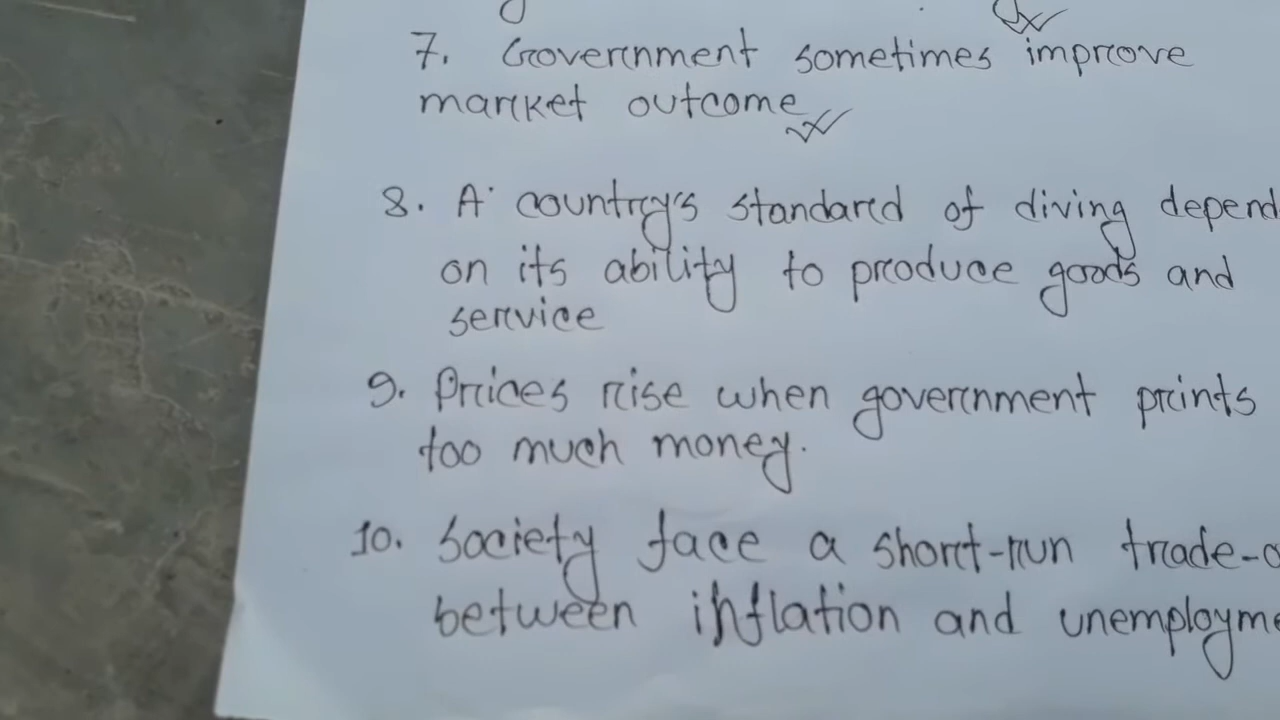 7. Government sometimes improve
market outcome
8. A country's standard of diving depend
on its ability to produce goods and
service
9. Prices rise when government prints
too much money.
10. Society face a short-run trade-o
between inflation and unemployme